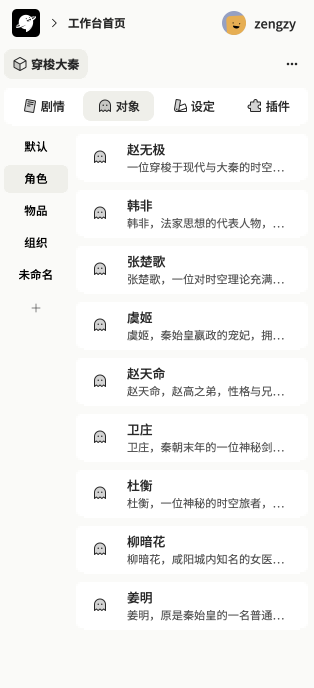 工作台首页
zengzy
穿梭大秦
剧情
对象
设定
插件
默认
角色
物品
组织
未命名
赵无极
一位穿梭于现代与大秦的时空...
韩非
韩非，法家思想的代表人物，...
张楚歌
张楚歌，一位对时空理论充满...
虞姬
虞姬，秦始皇嬴政的宠妃，拥...
赵天命
赵天命，赵高之弟，性格与兄...
卫庄
卫庄，秦朝末年的一位神秘剑...
杜衡
杜衡，一位神秘的时空旅者，...
柳暗花
柳暗花，咸阳城内知名的女医...
姜明
姜明，原是秦始皇的一名普通...